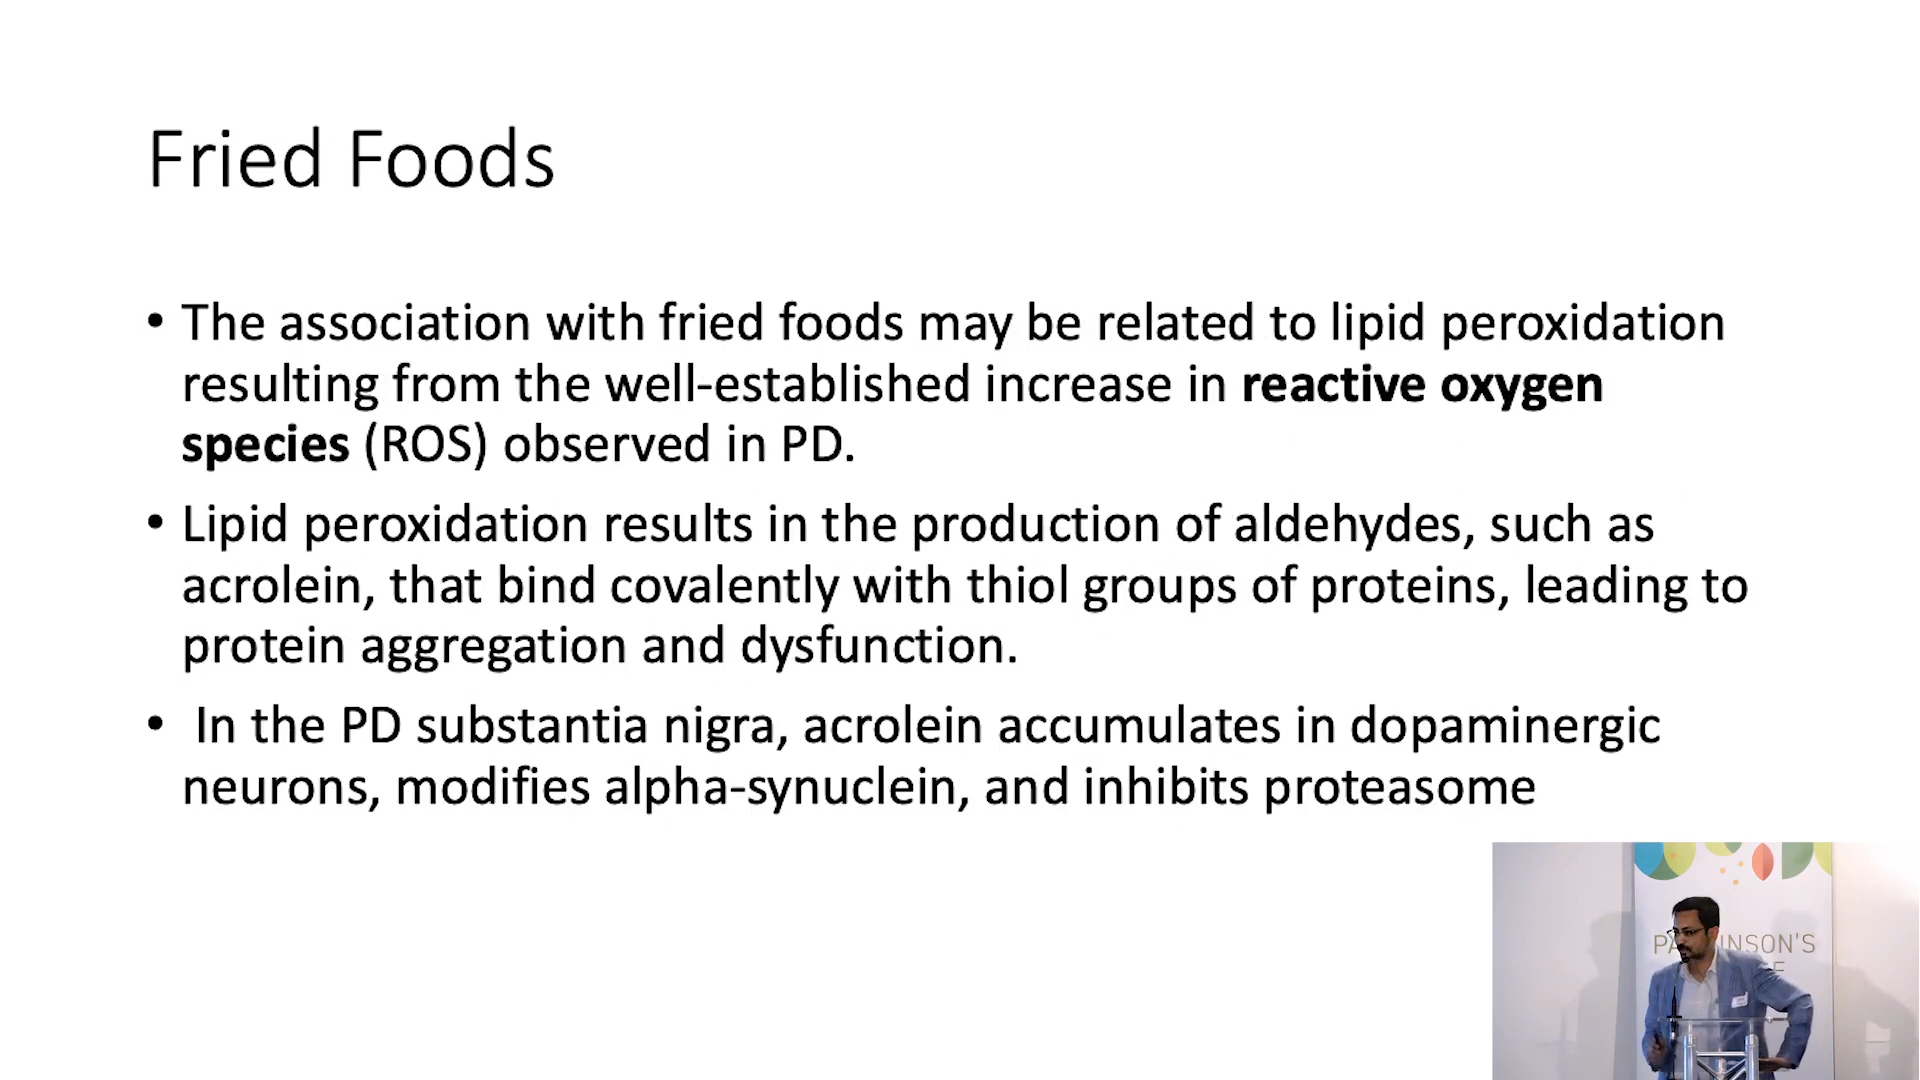 Fried Foods
• The association with fried foods may be related to lipid peroxidation
resulting from the well-established increase in reactive oxygen
species (ROS) observed in PD.
• Lipid peroxidation results in the production of aldehydes, such as
acrolein, that bind covalently with thiol groups of proteins, leading to
protein aggregation and dysfunction.
• In the PD substantia nigra, acrolein accumulates in dopaminergic
neurons, modifies alpha-synuclein, and inhibits proteasome